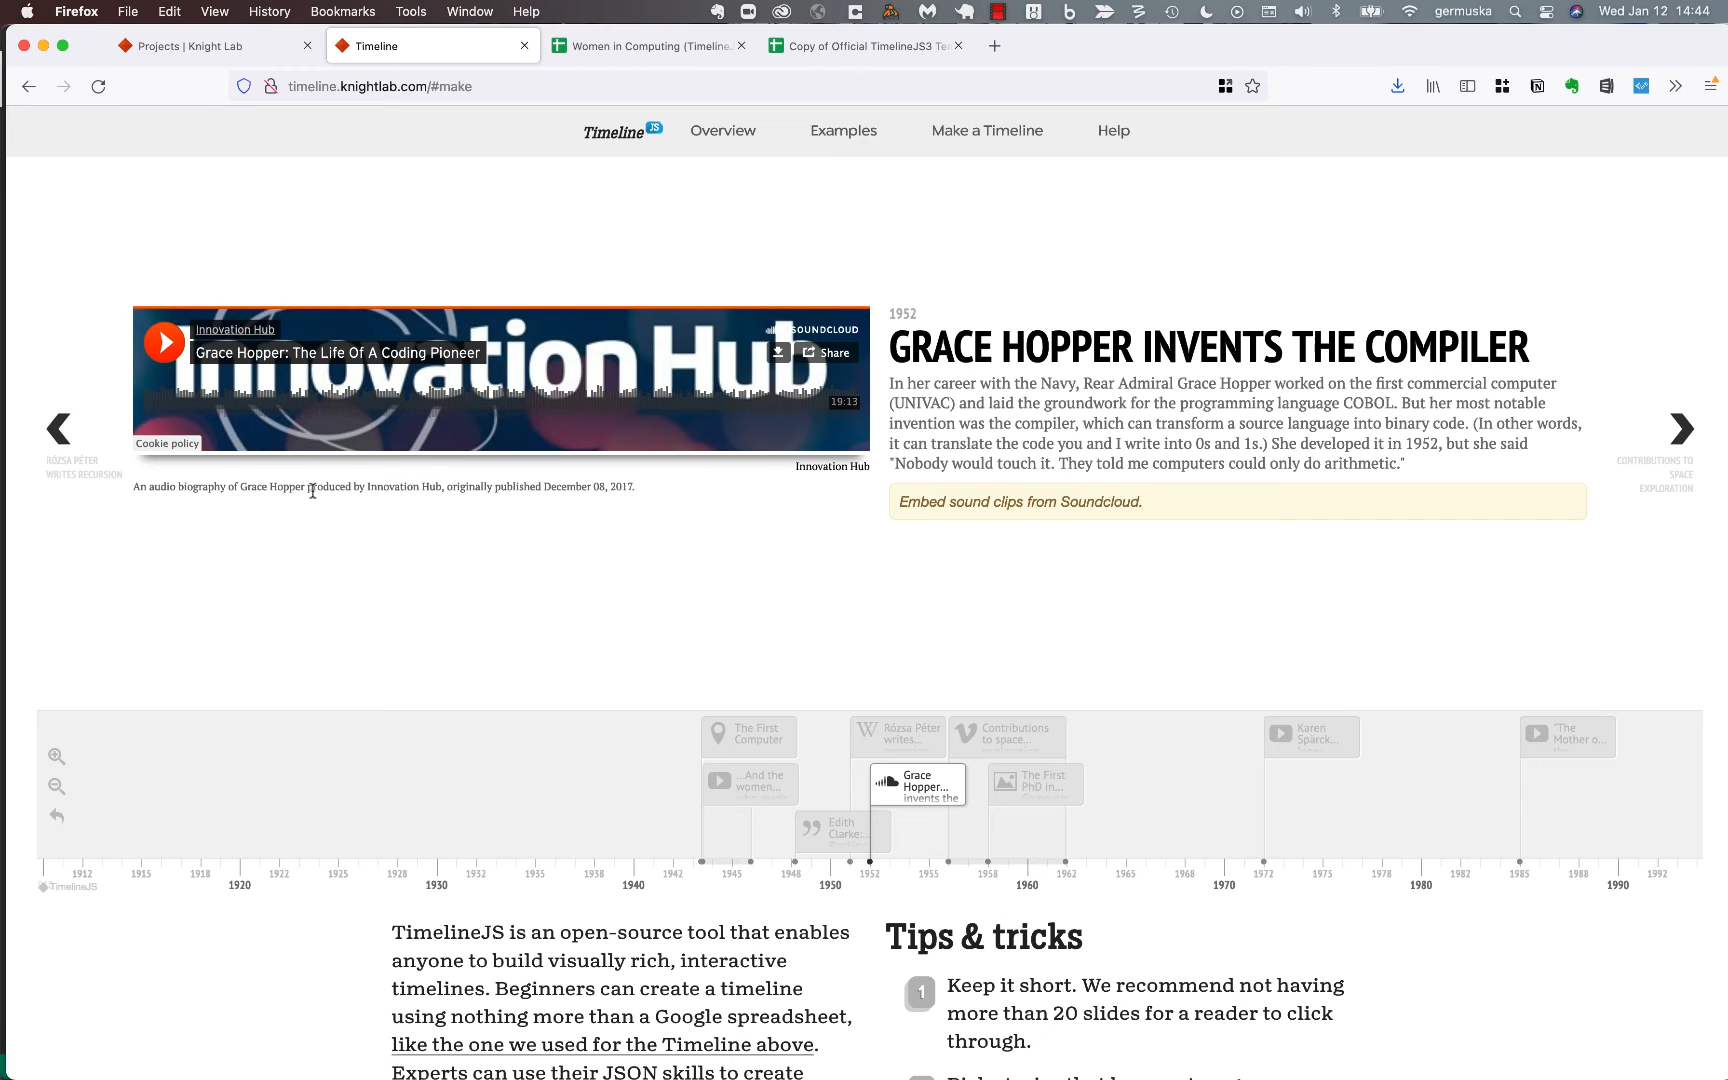 Firefox File Edit View History Bookmarks Tools Window Help germuska Wed Jan 12 14:44
Projects | Knight Lab Timeline Women in Computing (TimelineJ Copy of Official TimelineJS3 Te
timeline.knightlab.com/#make
Timeline JS Overview Examples Make a Timeline Help
Innovation Hub
Innovation Hub
Grace Hopper: The Life Of A Coding Pioneer
SOUNDCLOUD
Share
19:13
Cookie policy
Innovation Hub
An audio biography of Grace Hopper produced by Innovation Hub, originally published December 08, 2017.
RÓZSA PÉTER
WRITES RECURSION
1952
GRACE HOPPER INVENTS THE COMPILER
In her career with the Navy, Rear Admiral Grace Hopper worked on the first commercial computer
(UNIVAC) and laid the groundwork for the programming language COBOL. But her most notable
invention was the compiler, which can transform a source language into binary code. (In other words,
it can translate the code you and I write into 0s and 1s.) She developed it in 1952, but she said
"Nobody would touch it. They told me computers could only do arithmetic."
Embed sound clips from Soundcloud.
CONTRIBUTIONS TO
SPACE
EXPLORATION
The First
Computer
Rózsa Péter
writes...
Contributions
to space...
Karen
Spärck...
"The
Mother o...
...And the
women...
Grace
Hopper...
invents the
The First
PhD in...
Edith
Clarke:...
1912 1915 1918 1920 1922 1925 1928 1930 1932 1935 1938 1940 1942 1945 1948 1950 1952 1955 1958 1960 1962 1965 1968 1970 1972 1975 1978 1980 1982 1985 1988 1990 1992
TimelineJS
TimelineJS is an open-source tool that enables
anyone to build visually rich, interactive
timelines. Beginners can create a timeline
using nothing more than a Google spreadsheet,
like the one we used for the Timeline above.
Experts can use their JSON skills to create
Tips & tricks
1
Keep it short. We recommend not having
more than 20 slides for a reader to click
through.